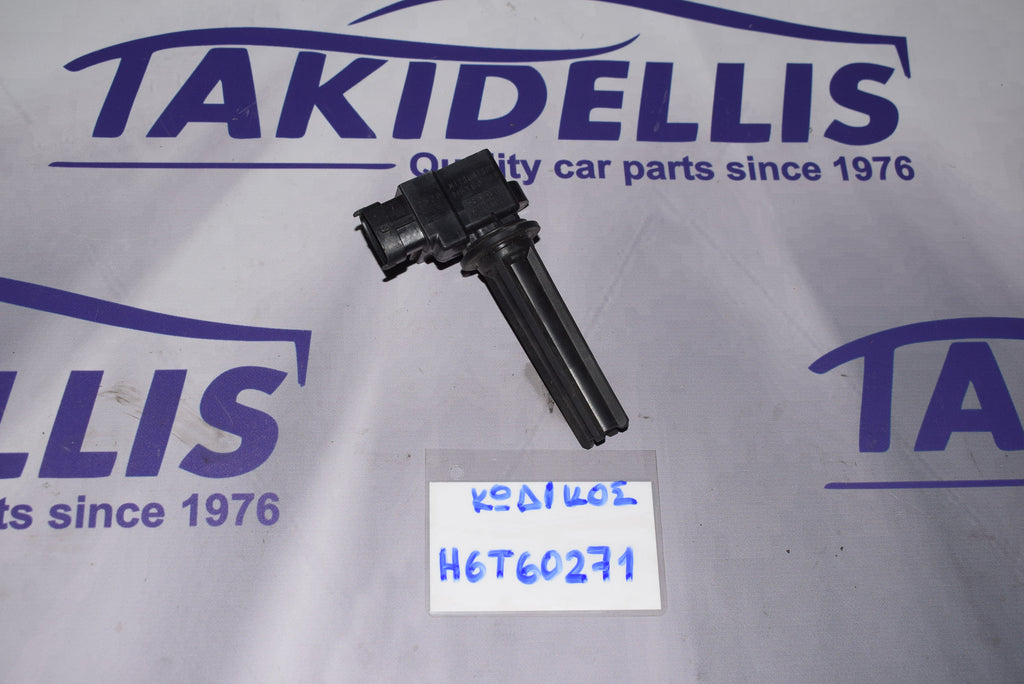 TAKIDELLIS
Quality car parts since 1976
LLIS
ts since 1976
TA
ΚΩΔΙΚΟΣ
H6T60271